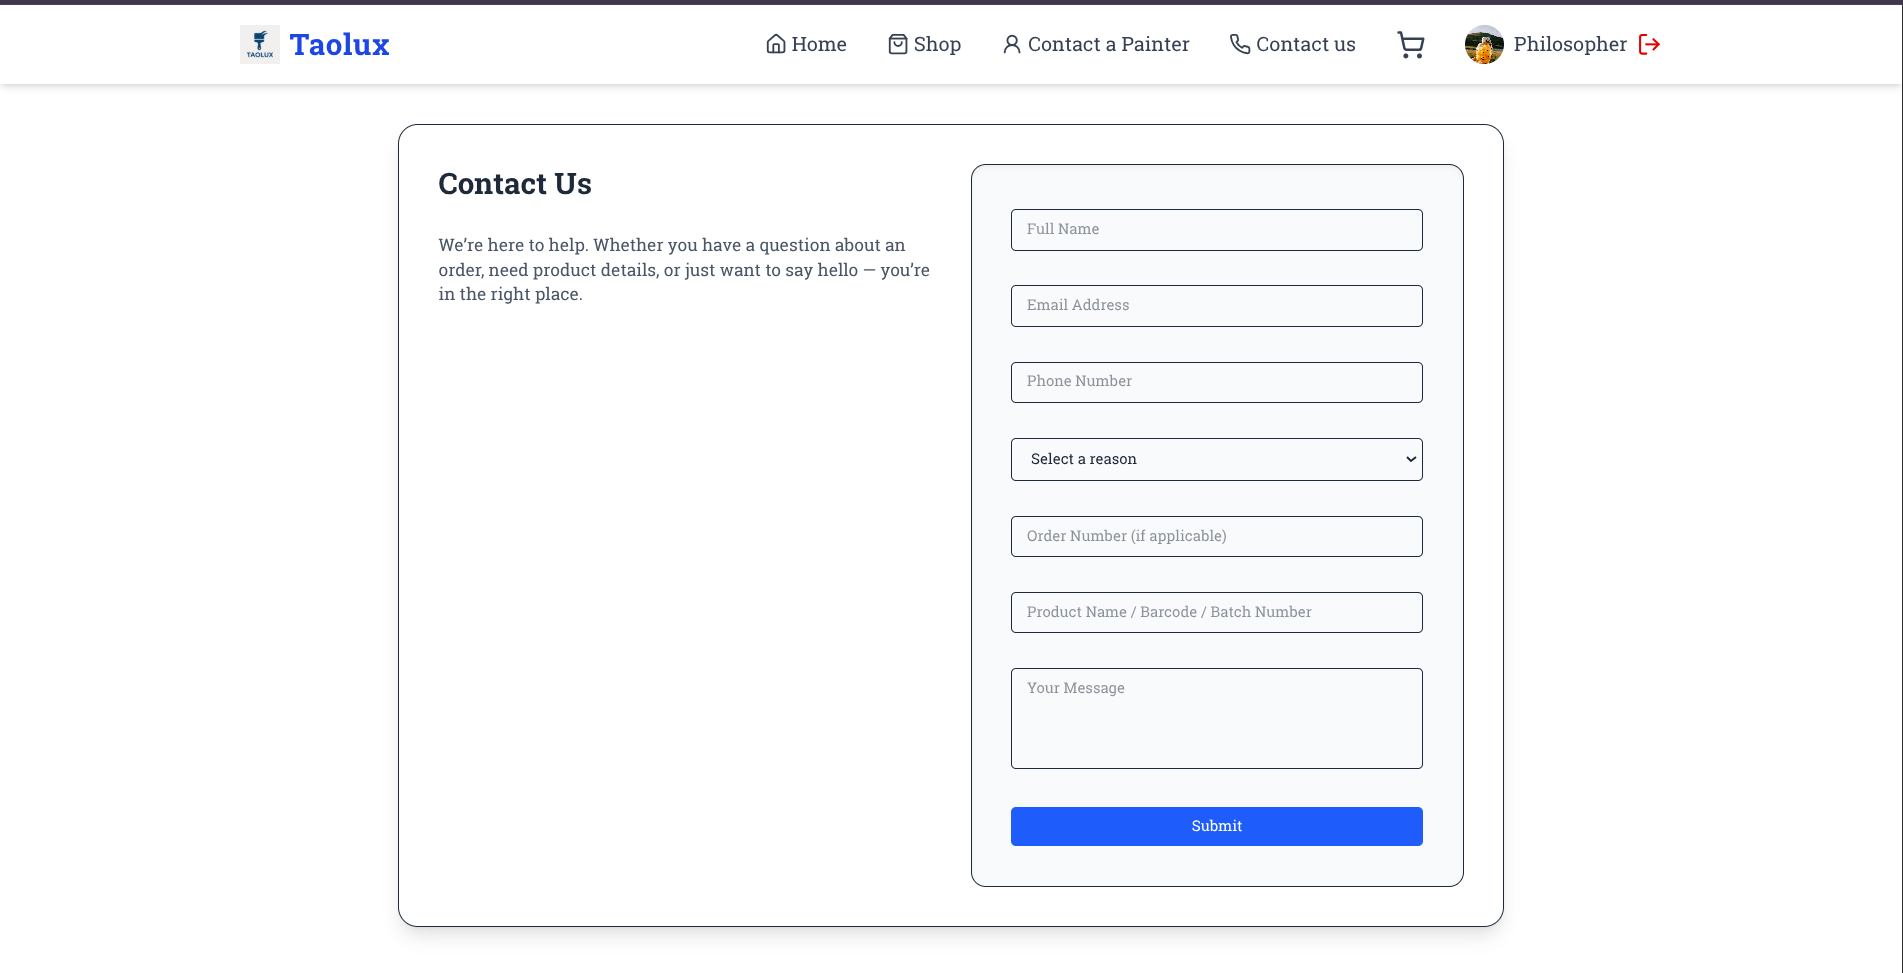 TAOLUX
Taolux
Home
Shop
Contact a Painter
Contact us
Philosopher
Contact Us
We’re here to help. Whether you have a question about an
order, need product details, or just want to say hello — you’re
in the right place.
Full Name
Email Address
Phone Number
Select a reason
Order Number (if applicable)
Product Name / Barcode / Batch Number
Your Message
Submit